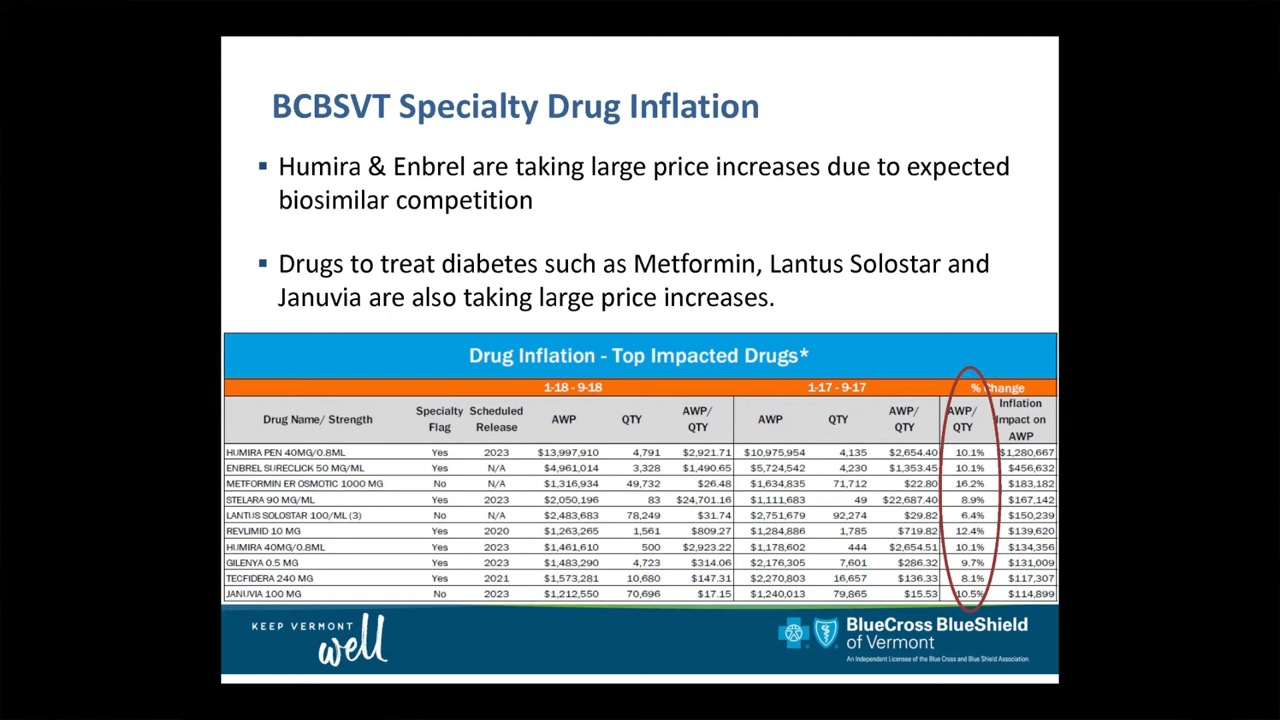 BCBSVT Specialty Drug Inflation
▪ Humira & Enbrel are taking large price increases due to expected
biosimilar competition
▪ Drugs to treat diabetes such as Metformin, Lantus Solostar and
Januvia are also taking large price increases.
Drug Inflation - Top Impacted Drugs*
1-18 - 9-18 1-17 - 9-17 % Change
Drug Name/ Strength Specialty Flag Scheduled Release AWP QTY AWP/ QTY AWP QTY AWP/ QTY AWP/ QTY Inflation Impact on AWP
HUMIRA PEN 40MG/0.8ML Yes 2023 $13,997,910 4,791 $2,921.71 $10,975,954 4,135 $2,654.40 10.1% $1,280,667
ENBREL SURECLICK 50 MG/ML Yes N/A $4,961,014 3,328 $1,490.65 $5,724,542 4,230 $1,353.45 10.1% $456,632
METFORMIN ER OSMOTIC 1000 MG No N/A $1,316,934 49,732 $26.48 $1,634,835 71,712 $22.80 16.2% $183,182
STELARA 90 MG/ML Yes 2023 $2,050,196 83 $24,701.16 $1,111,683 49 $22,687.40 8.9% $167,142
LANTUS SOLOSTAR 100/ML (3) No N/A $2,483,683 78,249 $31.74 $2,751,679 92,274 $29.82 6.4% $150,239
REVLIMID 10 MG Yes 2020 $1,263,265 1,561 $809.27 $1,284,886 1,785 $719.82 12.4% $139,620
HUMIRA 40MG/0.8ML Yes 2023 $1,461,610 500 $2,923.22 $1,178,602 444 $2,654.51 10.1% $134,356
GILENYA 0.5 MG Yes 2023 $1,483,290 4,723 $314.06 $2,176,305 7,601 $286.32 9.7% $131,009
TECFIDERA 240 MG Yes 2021 $1,573,281 10,680 $147.31 $2,270,803 16,657 $136.33 8.1% $117,307
JANUVIA 100 MG No 2023 $1,212,550 70,696 $17.15 $1,240,013 79,865 $15.53 10.5% $114,899
KEEP VERMONT
well
BlueCross BlueShield
of Vermont
An Independent Licensee of the Blue Cross and Blue Shield Association.